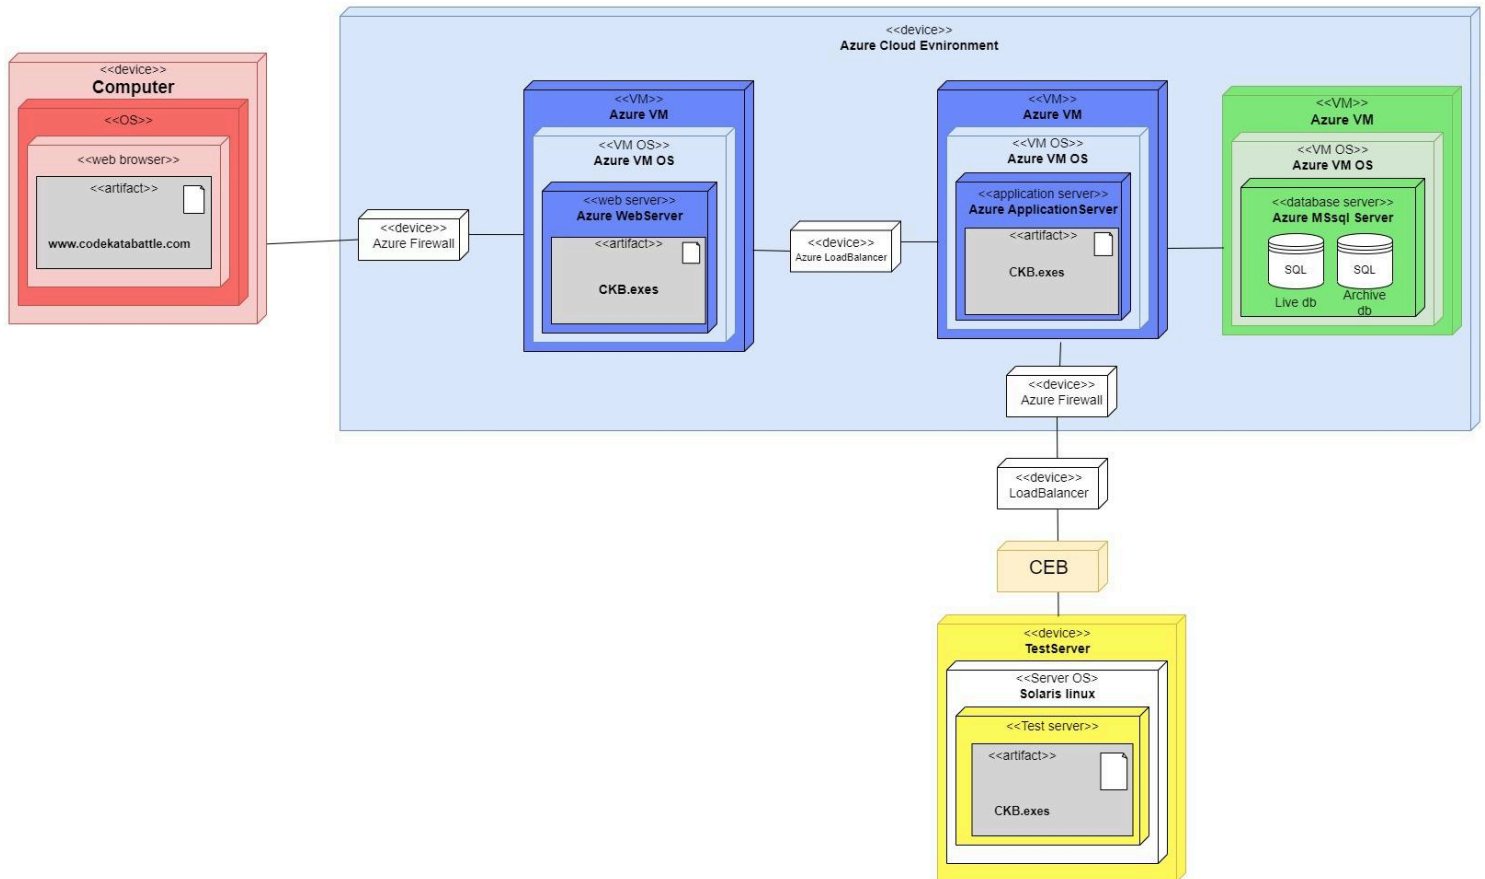 <<device>>
Azure Cloud Evnironment
<<device>>
Computer
<<OS>>
<<web browser>>
<<artifact>>
www.codekatabattle.com
<<device>>
Azure Firewall
<<VM>>
Azure VM
<<VM OS>>
Azure VM OS
<<web server>>
Azure WebServer
<<artifact>>
CKB.exes
<<device>>
Azure LoadBalancer
<<VM>>
Azure VM
<<VM OS>>
Azure VM OS
<<application server>>
Azure ApplicationServer
<<artifact>>
CKB.exes
<<VM>>
Azure VM
<<VM OS>>
Azure VM OS
<<database server>>
Azure MSsql Server
SQL
SQL
Live db
Archive
db
<<device>>
Azure Firewall
<<device>>
LoadBalancer
CEB
<<device>>
TestServer
<<Server OS>
Solaris linux
<<Test server>>
<<artifact>>
CKB.exes